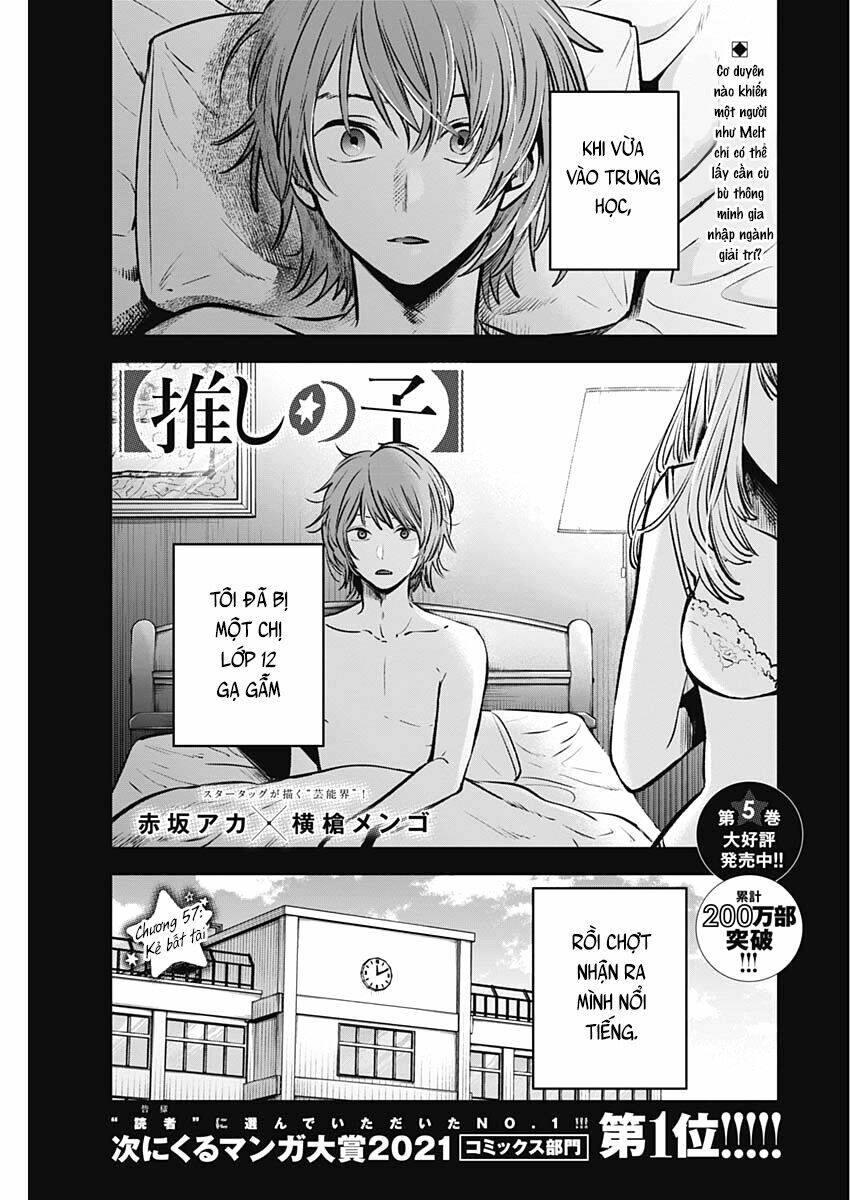 Cơ duyên
nào khiến
một người
như Melt
chỉ có thể
lấy cần cù
bù thông
minh gia
nhập ngành
giải trí?
KHI VỪA
VÀO TRUNG
HỌC,
【推しの子】
TÔI ĐÃ BỊ
MỘT CHỊ
LỚP 12
GẠ GẪM
スタータッグが描く"芸能界"!
赤坂アカ×横槍メンゴ
第5巻
大好評
発売中!!
累計
200万部
突破
!!!
Chương 57:
Kẻ bất tài
RỒI CHỢT
NHẬN RA
MÌNH NỔI
TIẾNG.
皆様
"読者"に選んでいただいたNO.1!!!
次にくるマンガ大賞2021 コミックス部門 第1位!!!!!